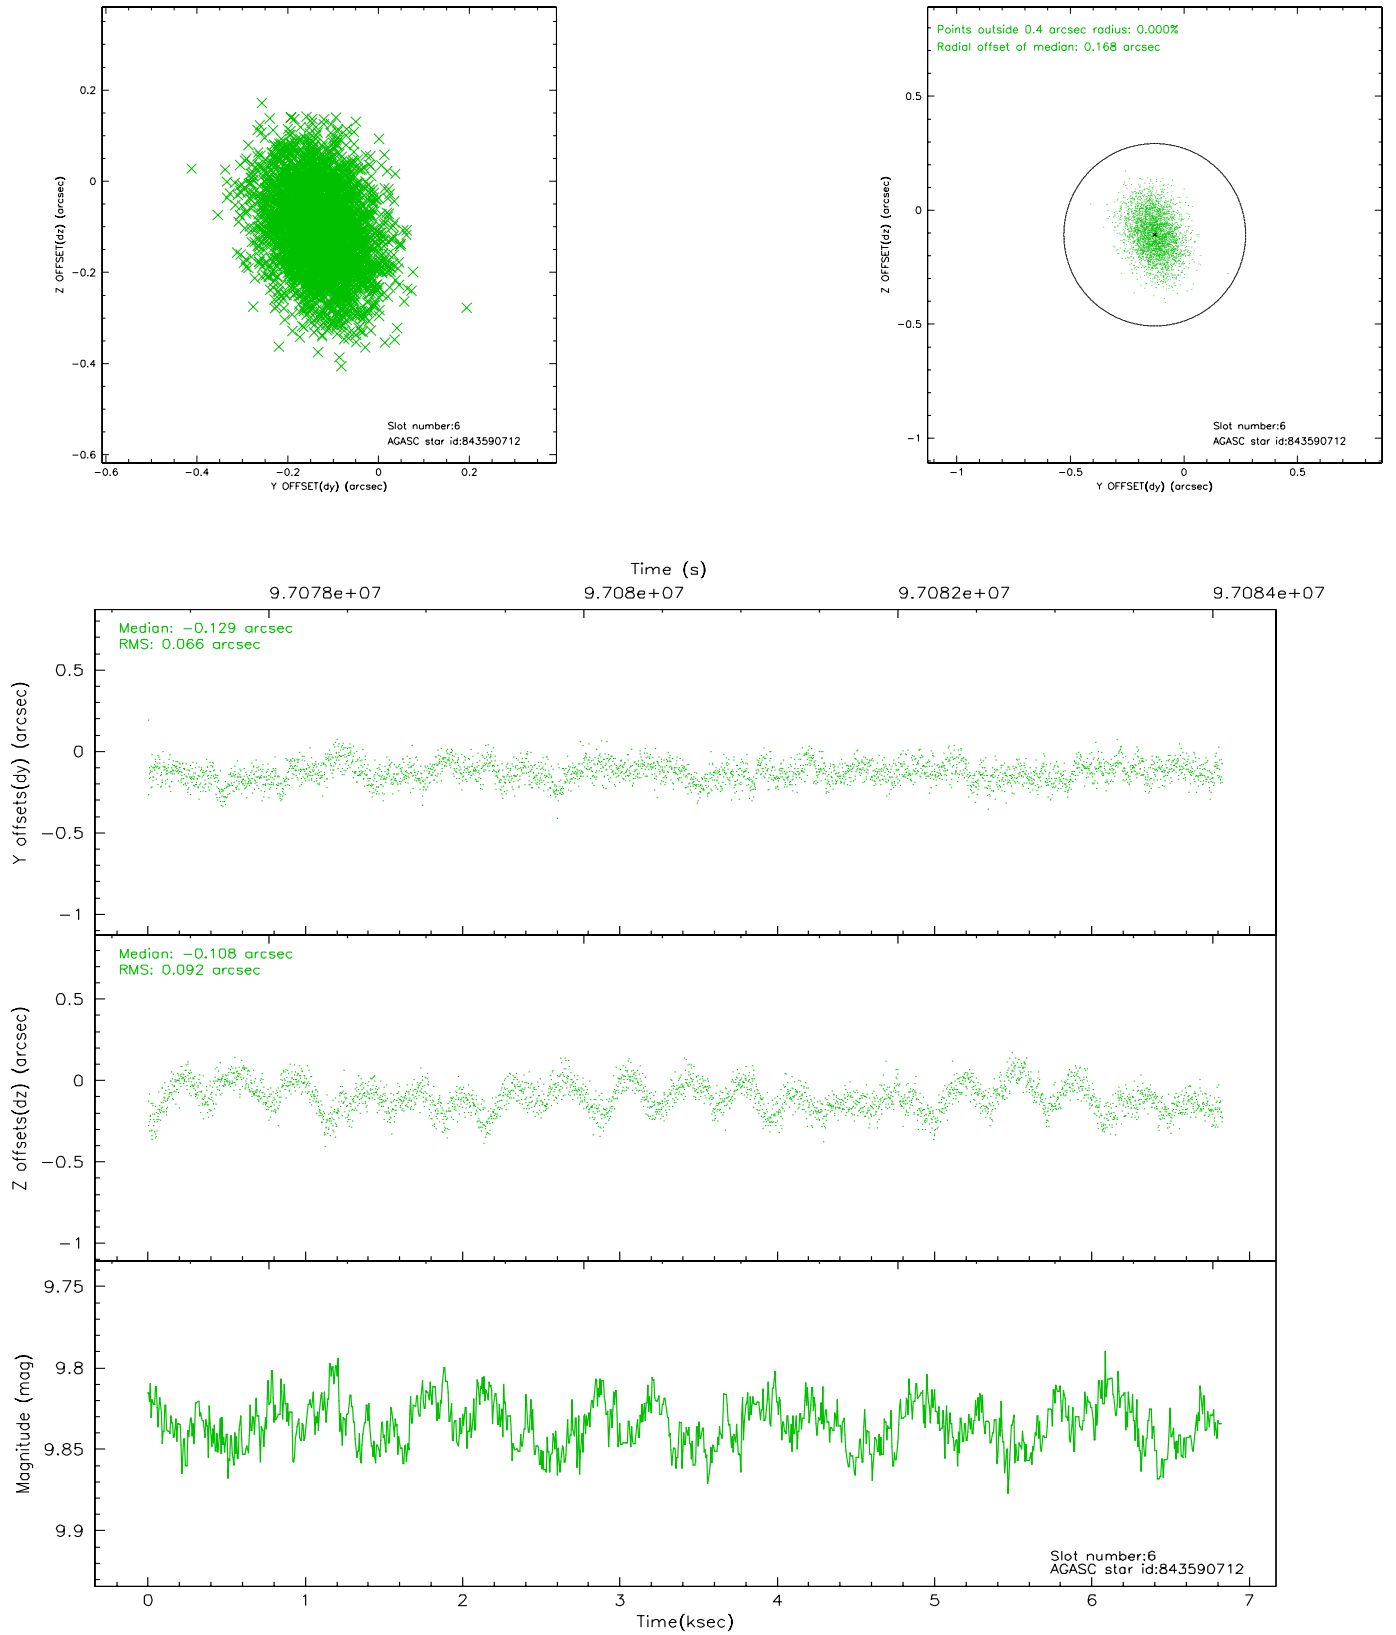 0.2
0
−0.2
−0.4
−0.6
Z OFFSET(dz) (arcsec)
Slot number:6
AGASC star id:843590712
−0.6
−0.4
−0.2
0
0.2
Y OFFSET(dy) (arcsec)
Points outside 0.4 arcsec radius: 0.000%
Radial offset of median: 0.168 arcsec
0.5
0
−0.5
−1
Z OFFSET(dz) (arcsec)
Slot number:6
AGASC star id:843590712
−1
−0.5
0
0.5
Y OFFSET(dy) (arcsec)
Time (s)
9.7078e+07
9.708e+07
9.7082e+07
9.7084e+07
Median: −0.129 arcsec
RMS: 0.066 arcsec
0.5
0
−0.5
−1
Y offsets(dy) (arcsec)
Median: −0.108 arcsec
RMS: 0.092 arcsec
0.5
0
−0.5
−1
Z offsets(dz) (arcsec)
9.75
9.8
9.85
9.9
Magnitude (mag)
Slot number:6
AGASC star id:843590712
0
1
2
3
4
5
6
7
Time(ksec)